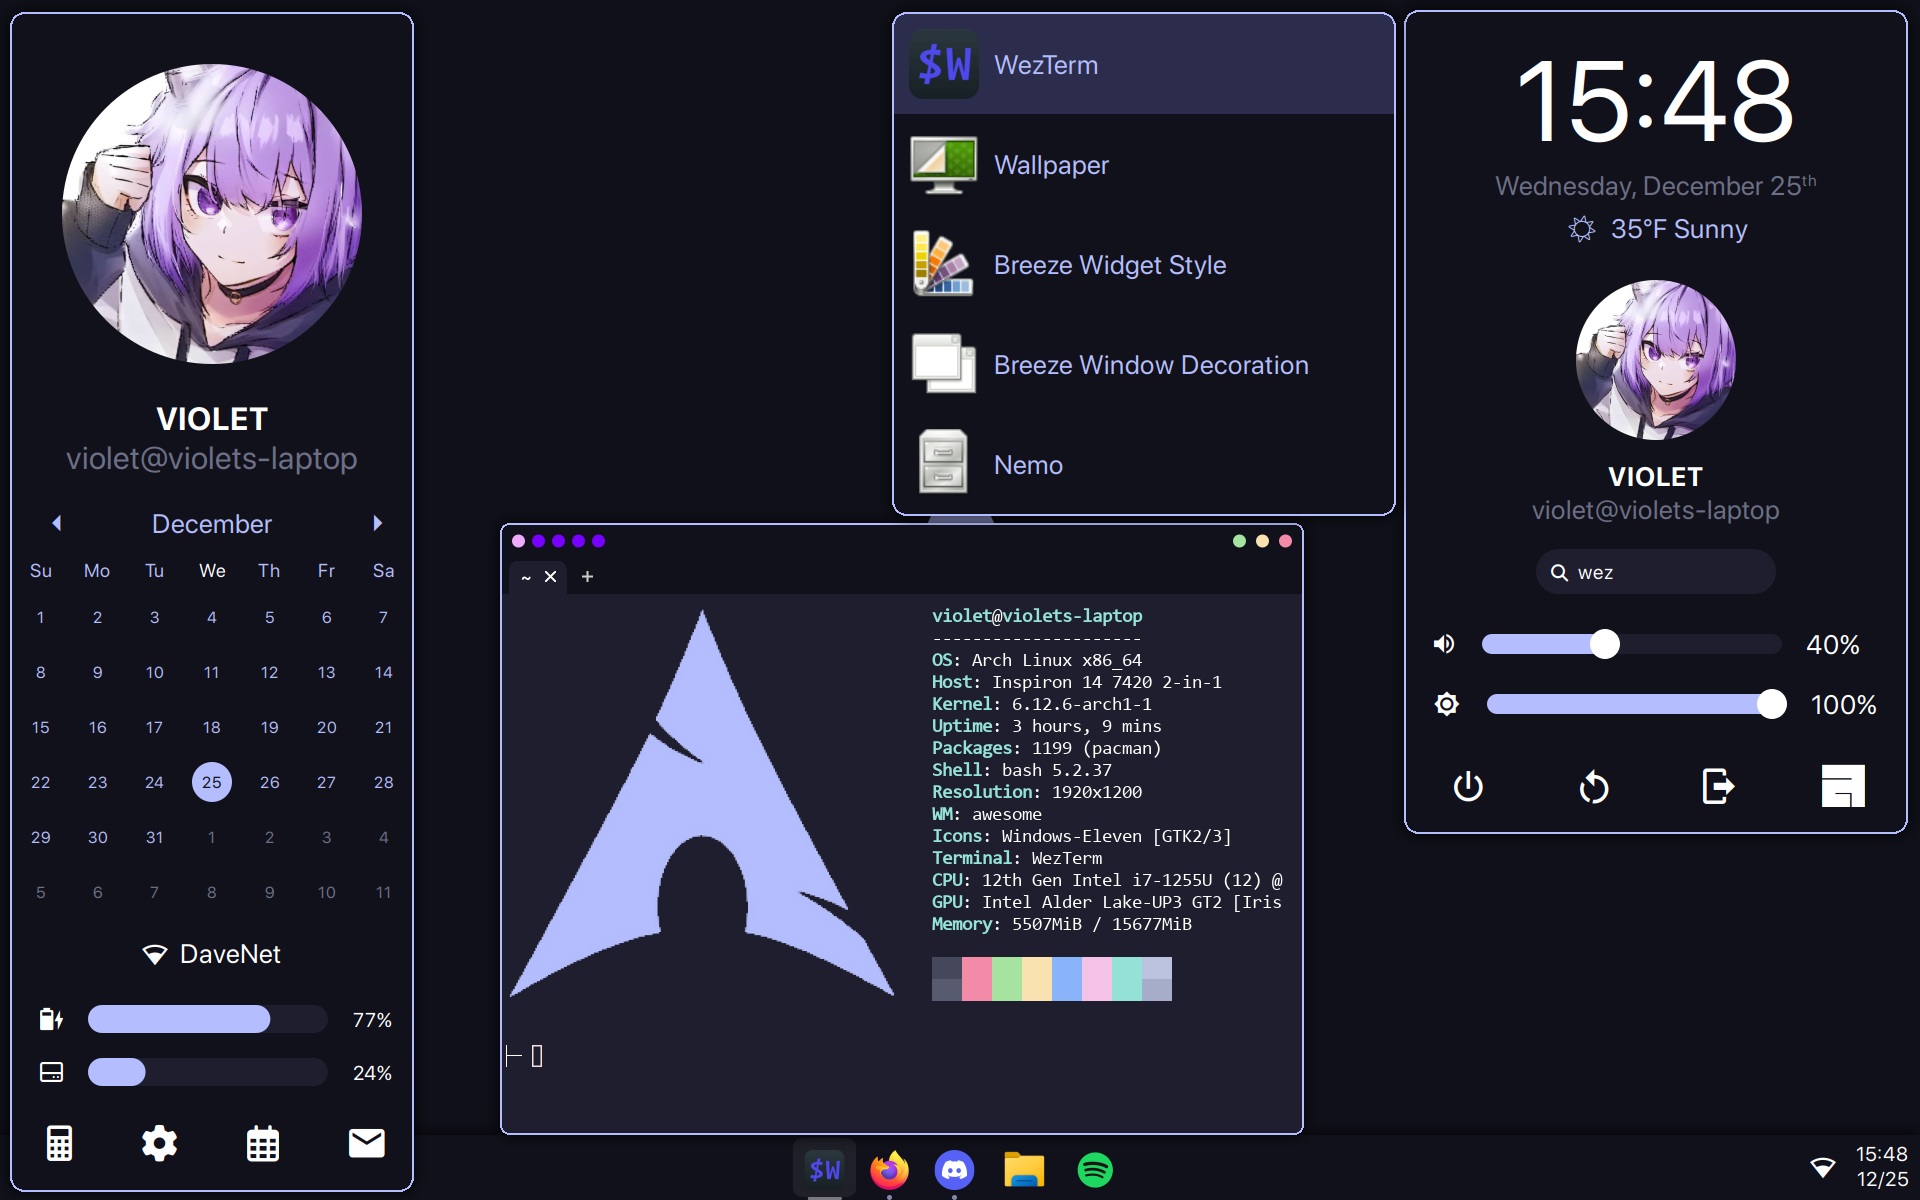 VIOLET
violet@violets-laptop
December
Su Mo Tu We Th Fr Sa
1 2 3 4 5 6 7
8 9 10 11 12 13 14
15 16 17 18 19 20 21
22 23 24 25 26 27 28
29 30 31 1 2 3 4
5 6 7 8 9 10 11
DaveNet
77%
24%
$W WezTerm
Wallpaper
Breeze Widget Style
Breeze Window Decoration
Nemo
~ × +
violet@violets-laptop
---------------------
OS: Arch Linux x86_64
Host: Inspiron 14 7420 2-in-1
Kernel: 6.12.6-arch1-1
Uptime: 3 hours, 9 mins
Packages: 1199 (pacman)
Shell: bash 5.2.37
Resolution: 1920x1200
WM: awesome
Icons: Windows-Eleven [GTK2/3]
Terminal: WezTerm
CPU: 12th Gen Intel i7-1255U (12) @
GPU: Intel Alder Lake-UP3 GT2 [Iris
Memory: 5507MiB / 15677MiB
15:48
Wednesday, December 25th
35°F Sunny
VIOLET
violet@violets-laptop
wez
40%
100%
$W
15:48
12/25